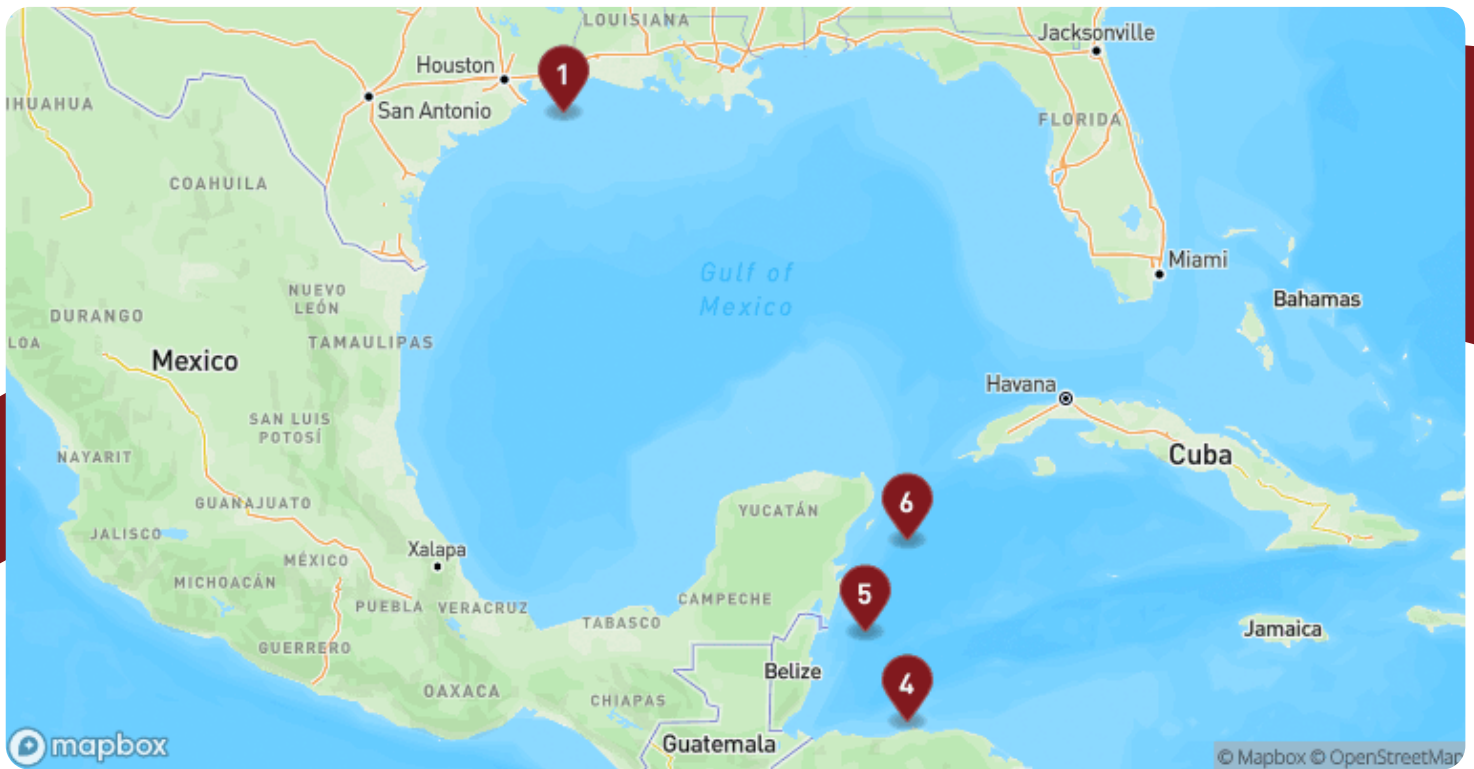 LOUISIANA
Jacksonville
Houston
1
IHUAHUA
San Antonio
FLORIDA
COAHUILA
Gulf of
Mexico
Miami
NUEVO
LEÓN
Bahamas
DURANGO
LOA
TAMAULIPAS
Mexico
Havana
SAN LUIS
POTOSÍ
Cuba
NAYARIT
GUANAJUATO
YUCATÁN
6
JALISCO
Xalapa
MÉXICO
MICHOACÁN
5
PUEBLA
VERACRUZ
CAMPECHE
TABASCO
Jamaica
GUERRERO
Belize
4
OAXACA
CHIAPAS
Guatemala
mapbox
© Mapbox © OpenStreetMap